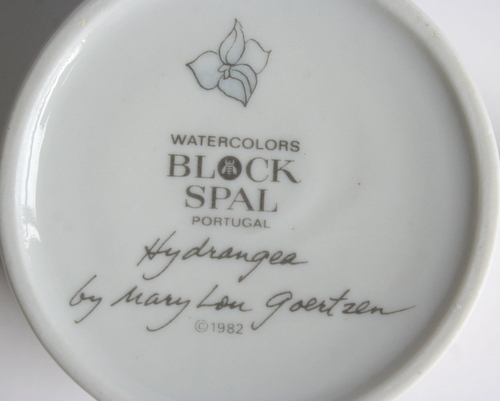 WATERCOLORS
BLOCK
SPAL
PORTUGAL
Hydrangea
by Mary Lou Goertzen
©1982